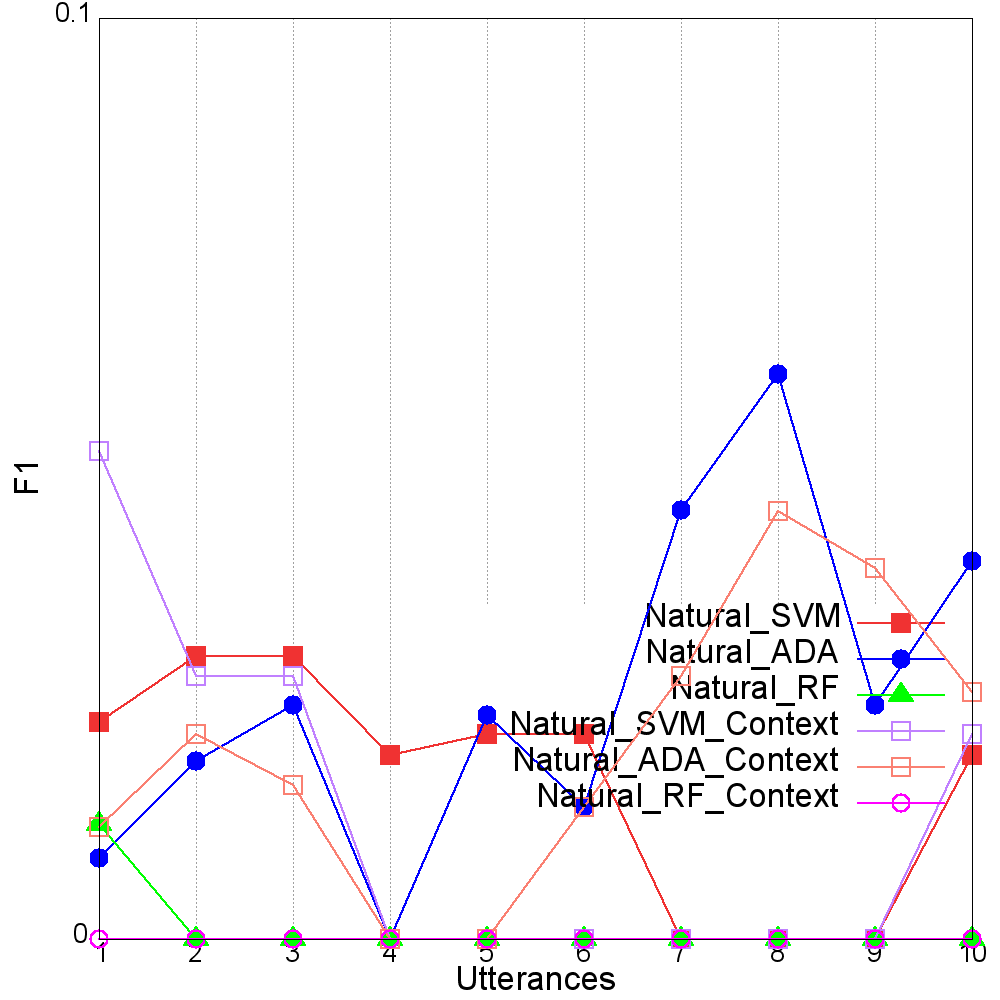 0.1
F1
Natural_SVM
Natural_ADA
Natural_RF
Natural_SVM_Context
Natural_ADA_Context
Natural_RF_Context
0
1 2 3 4 5 6 7 8 9 10
Utterances